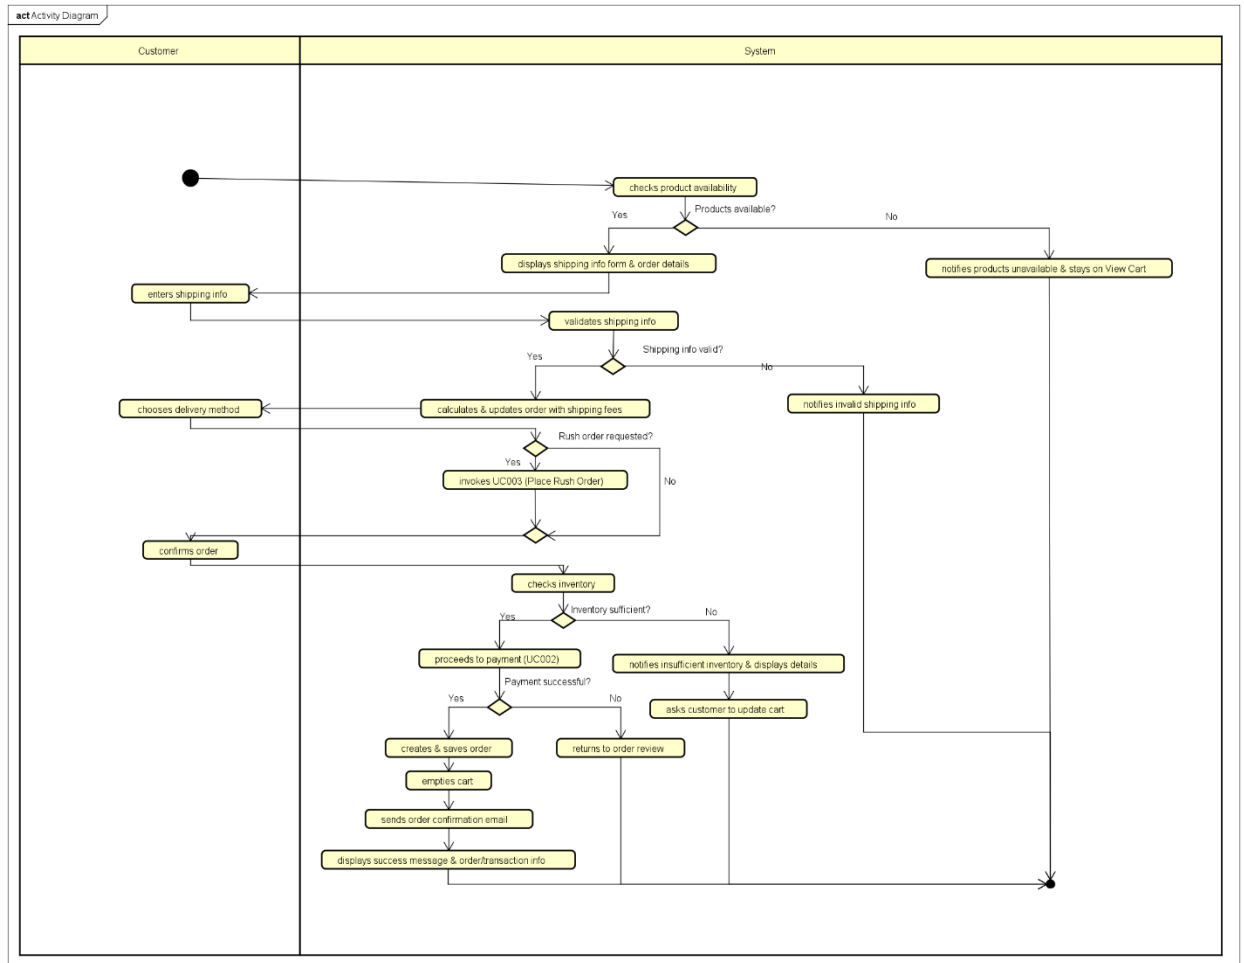 act Activity Diagram
Customer
System
checks product availability
Products available?
Yes
No
displays shipping info form & order details
notifies products unavailable & stays on View Cart
enters shipping info
validates shipping info
Shipping info valid?
Yes
No
chooses delivery method
calculates & updates order with shipping fees
notifies invalid shipping info
Rush order requested?
Yes
invokes UC003 (Place Rush Order)
No
confirms order
checks inventory
Inventory sufficient?
Yes
No
proceeds to payment (UC002)
notifies insufficient inventory & displays details
Payment successful?
Yes
No
asks customer to update cart
creates & saves order
returns to order review
empties cart
sends order confirmation email
displays success message & order/transaction info